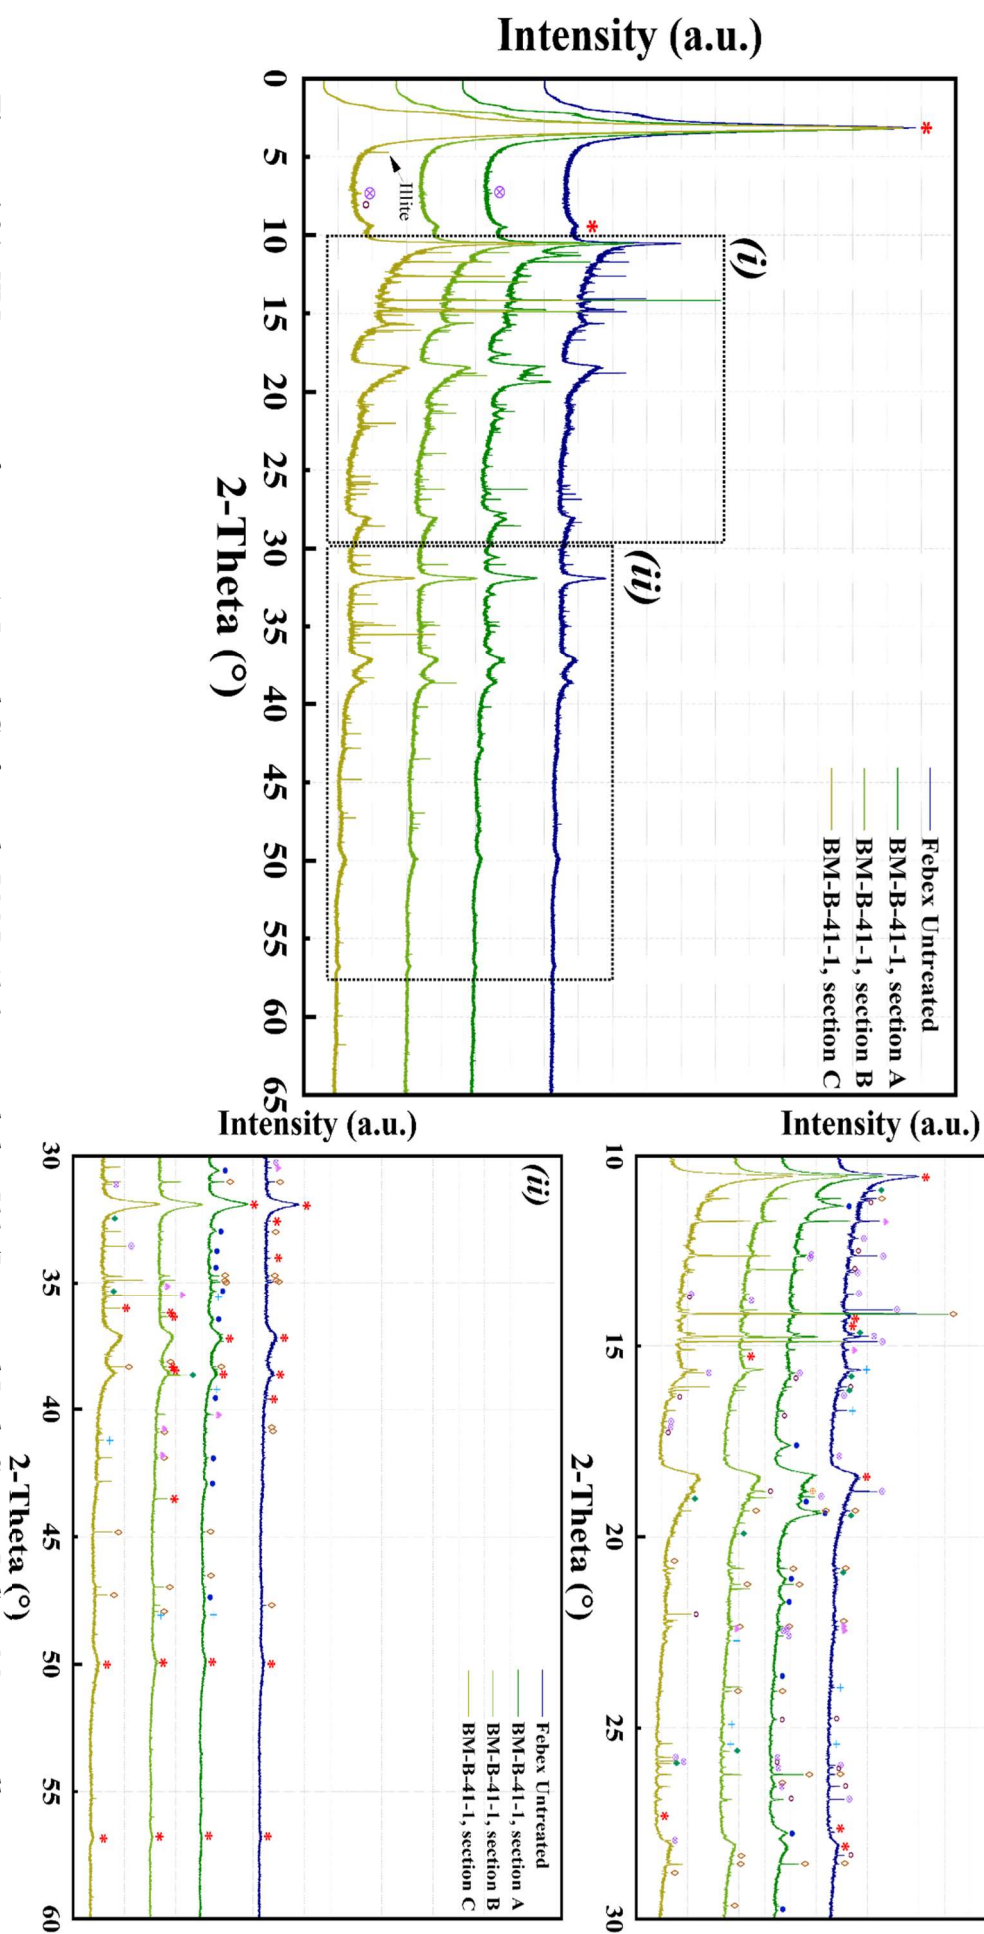 Intensity (a.u.)
0 5 10 15 20 25 30 35 40 45 50 55 60 65
2-Theta (°)
Illite
(i)
(ii)
Febex Untreated
BM-B-41-1, section A
BM-B-41-1, section B
BM-B-41-1, section C
Intensity (a.u.)
10 15 20 25 30
2-Theta (°)
Intensity (a.u.)
(ii)
30 35 40 45 50 55 60
2-Theta (°)
Febex Untreated
BM-B-41-1, section A
BM-B-41-1, section B
BM-B-41-1, section C